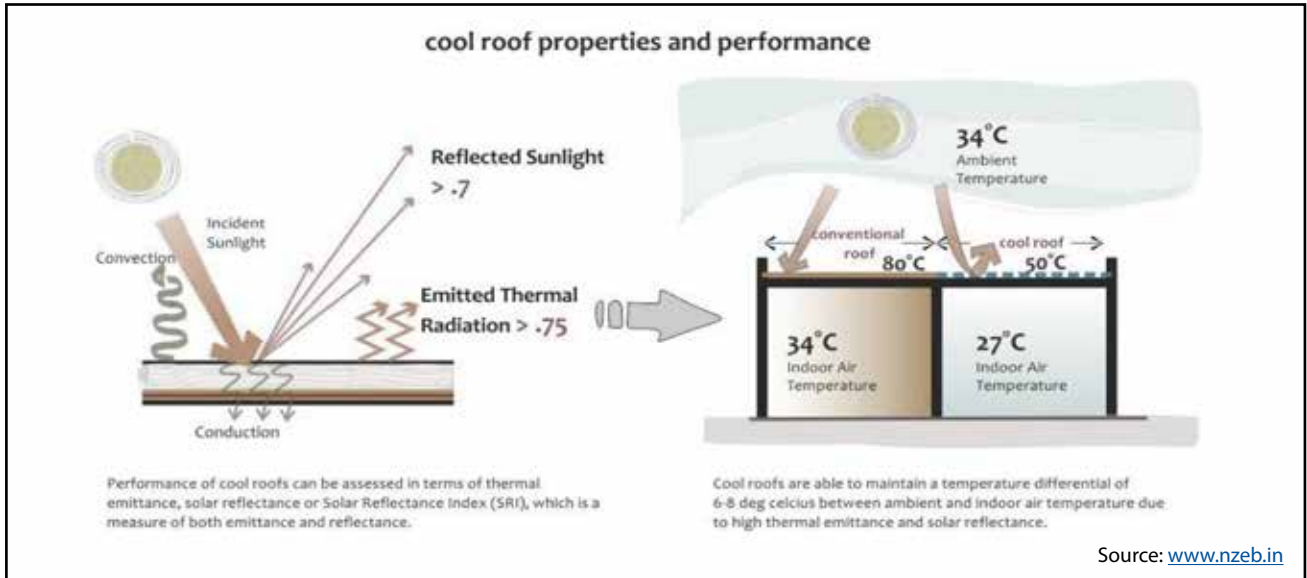 cool roof properties and performance
Reflected Sunlight
> .7
Incident
Sunlight
Convection
Emitted Thermal
Radiation > .75
Conduction
34°C
Ambient
Temperature
conventional
roof
80°C
cool roof
50°C
34°C
Indoor Air
Temperature
27°C
Indoor Air
Temperature
Performance of cool roofs can be assessed in terms of thermal
emittance, solar reflectance or Solar Reflectance Index (SRI), which is a
measure of both emittance and reflectance.
Cool roofs are able to maintain a temperature differential of
6-8 deg celcius between ambient and indoor air temperature due
to high thermal emittance and solar reflectance.
Source: www.nzeb.in